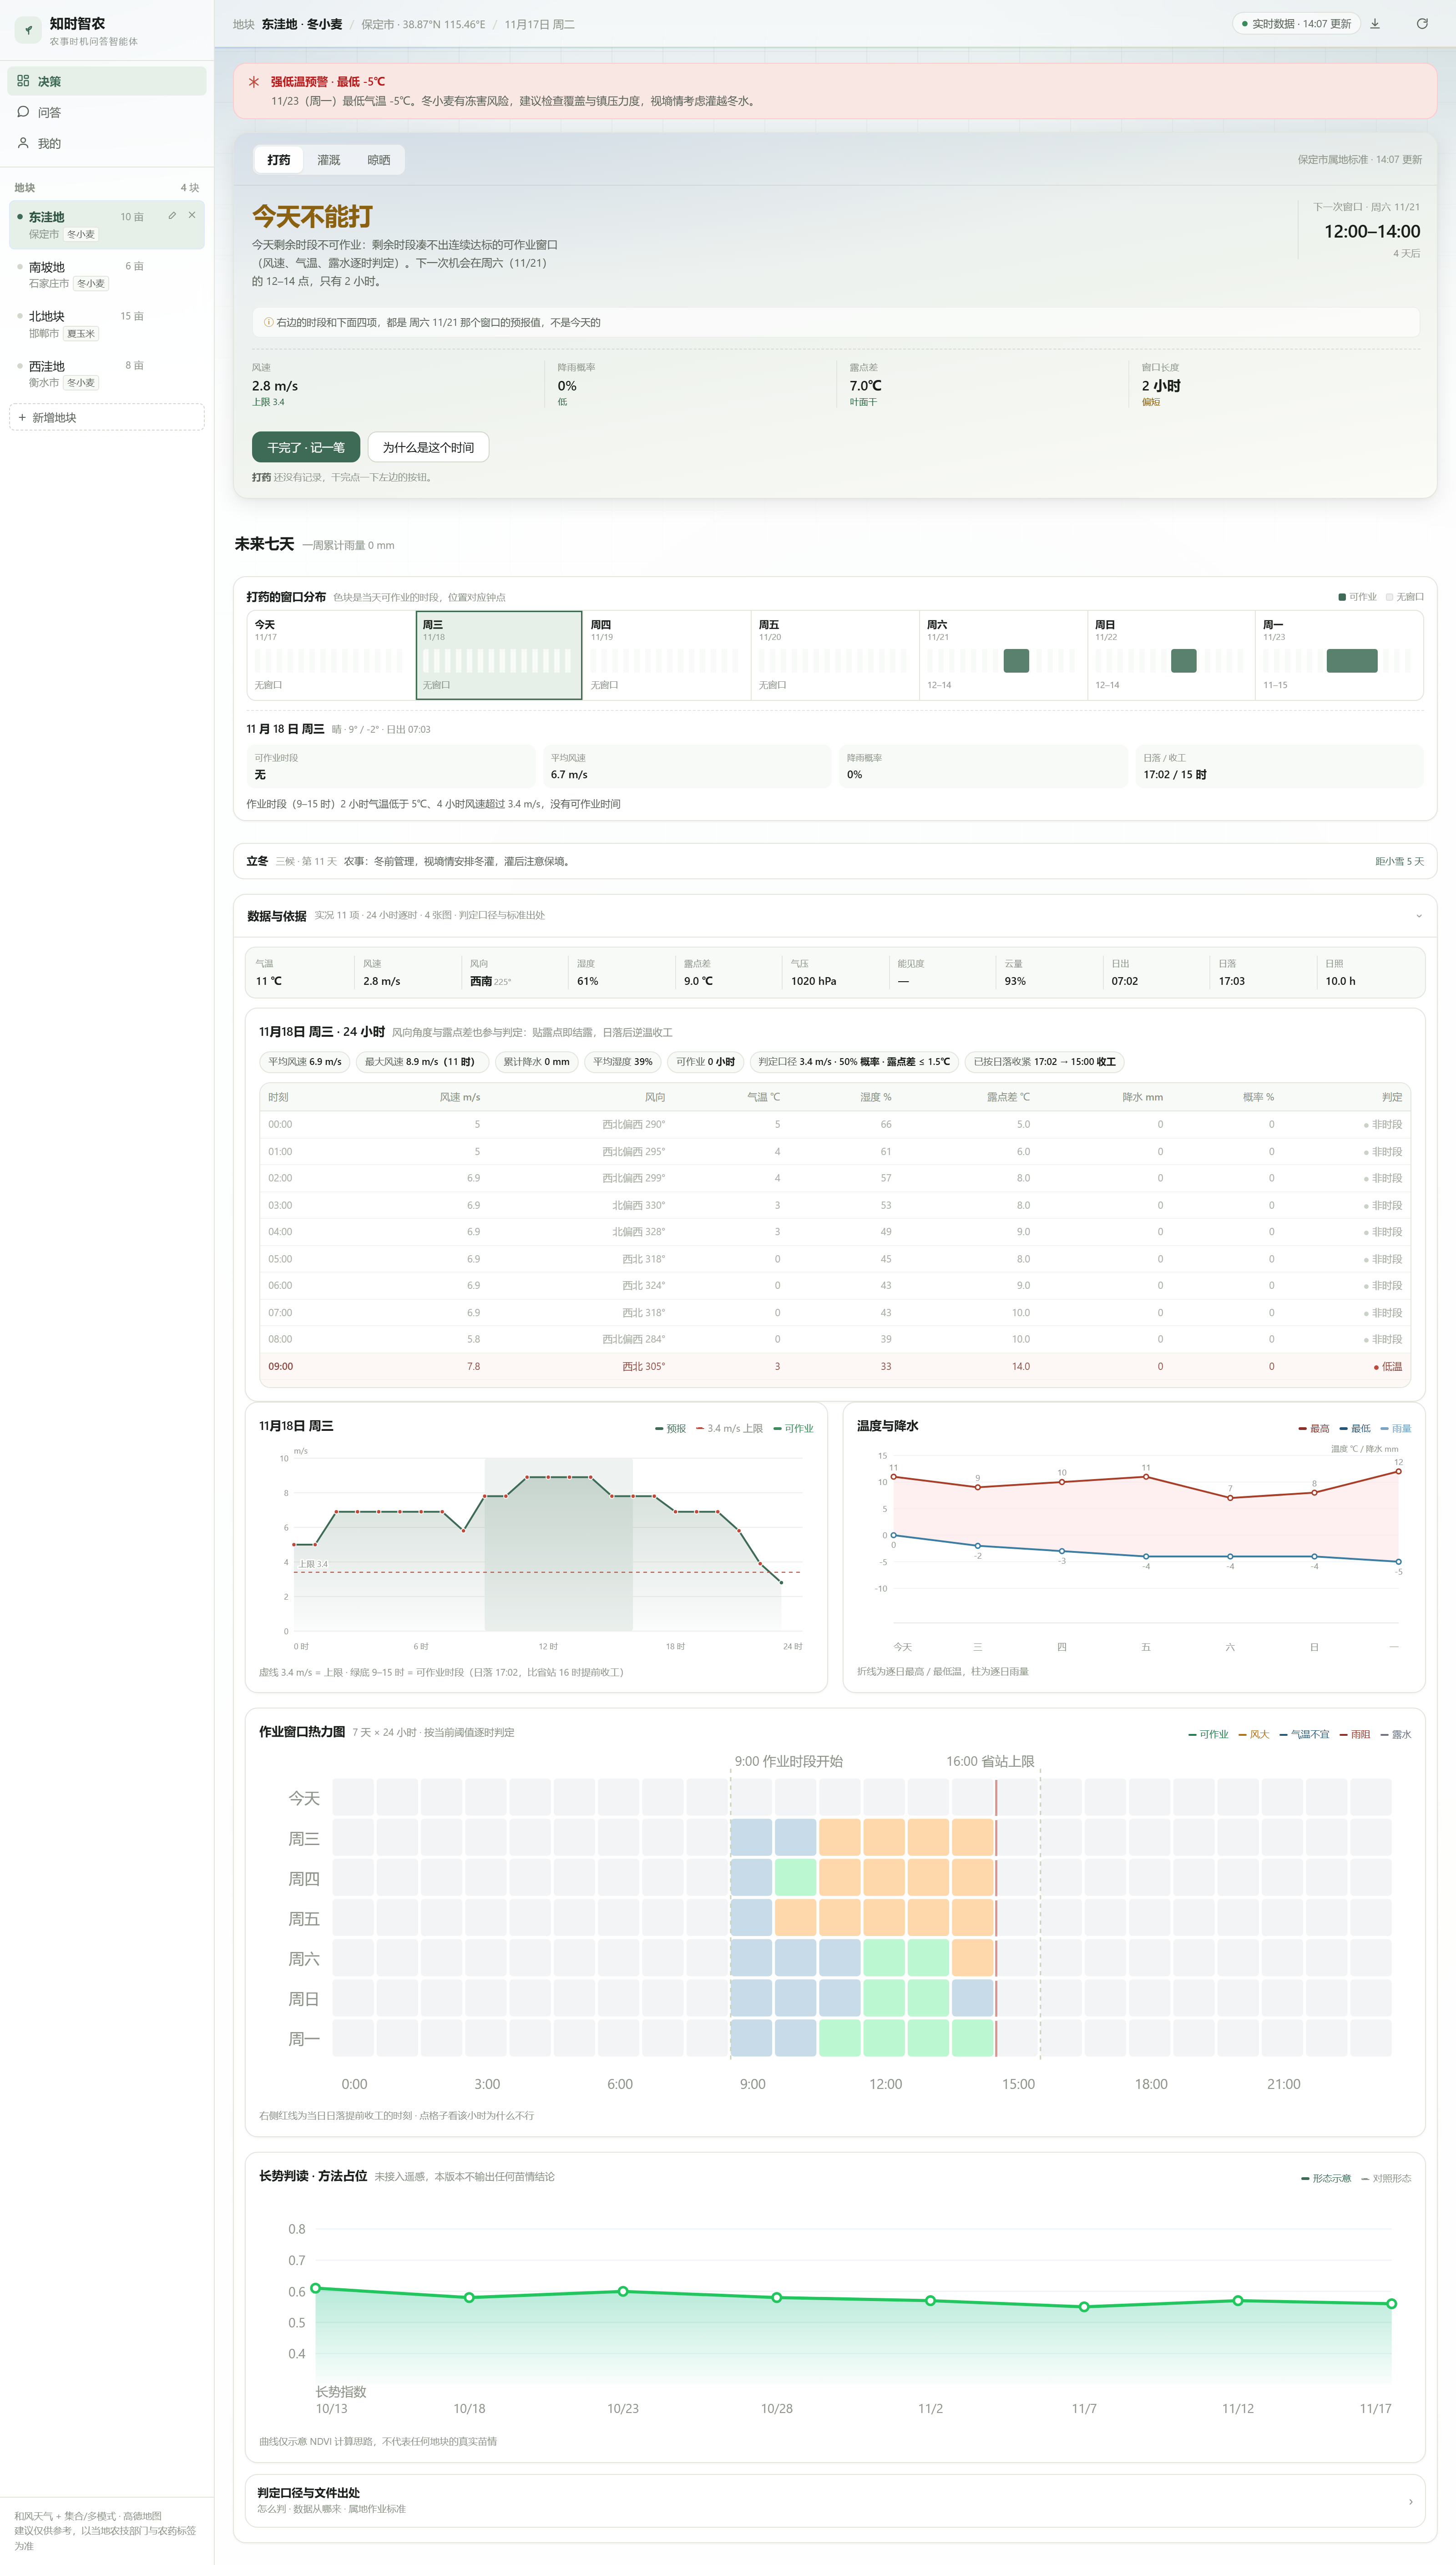 知时智农
农事时机问答智能体
决策
问答
我的
地块 4 块
东洼地 10 亩
保定市 冬小麦
南坡地 6 亩
石家庄市 冬小麦
北地块 15 亩
邯郸市 夏玉米
西洼地 8 亩
衡水市 冬小麦
+ 新增地块
和风天气 + 集合/多模式 · 高德地图
建议仅供参考，以当地农技部门与农药标签
为准
地块 东洼地 · 冬小麦 / 保定市 · 38.87°N 115.46°E / 11月17日 周二
实时数据 · 14:07 更新
强低温预警 · 最低 -5℃
11/23（周一）最低气温 -5℃。冬小麦有冻害风险，建议检查覆盖与镇压力度，视墒情考虑灌越冬水。
打药 灌溉 晾晒
保定市属地标准 · 14:07 更新
今天不能打
今天剩余时段不可作业：剩余时段凑不出连续达标的可作业窗口
（风速、气温、露水逐时判定）。下一次机会在周六（11/21）
的 12–14 点，只有 2 小时。
下一次窗口 · 周六 11/21
12:00–14:00
4 天后
右边的时段和下面四项，都是 周六 11/21 那个窗口的预报值，不是今天的
风速 降雨概率 露点差 窗口长度
2.8 m/s 0% 7.0℃ 2 小时
上限 3.4 低 叶面干 偏短
干完了 · 记一笔 为什么是这个时间
打药 还没有记录，干完点一下左边的按钮。
未来七天 一周累计雨量 0 mm
打药的窗口分布 色块是当天可作业的时段，位置对应钟点
可作业 无窗口
今天 周三 周四 周五 周六 周日 周一
11/17 11/18 11/19 11/20 11/21 11/22 11/23
无窗口 无窗口 无窗口 无窗口 12–14 12–14 11–15
11 月 18 日 周三 晴 · 9° / -2° · 日出 07:03
可作业时段 平均风速 降雨概率 日落 / 收工
无 6.7 m/s 0% 17:02 / 15 时
作业时段（9–15 时）2 小时气温低于 5℃、4 小时风速超过 3.4 m/s，没有可作业时间
立冬 三候 · 第 11 天 农事：冬前管理，视墒情安排冬灌，灌后注意保墒。
距小雪 5 天
数据与依据 实况 11 项 · 24 小时逐时 · 4 张图 · 判定口径与标准出处
气温 风速 风向 湿度 露点差 气压 能见度 云量 日出 日落 日照
11 ℃ 2.8 m/s 西南 225° 61% 9.0 ℃ 1020 hPa — 93% 07:02 17:03 10.0 h
11月18日 周三 · 24 小时 风向角度与露点差也参与判定：贴露点即结露，日落后逆温收工
平均风速 6.9 m/s 最大风速 8.9 m/s（11 时） 累计降水 0 mm 平均湿度 39% 可作业 0 小时 判定口径 3.4 m/s · 50% 概率 · 露点差 ≤ 1.5℃ 已按日落收紧 17:02 → 15:00 收工
时刻 风速 m/s 风向 气温 ℃ 湿度 % 露点差 ℃ 降水 mm 概率 % 判定
00:00 5 西北偏西 290° 5 66 5.0 0 0 非时段
01:00 5 西北偏西 295° 4 61 6.0 0 0 非时段
02:00 6.9 西北偏西 299° 4 57 8.0 0 0 非时段
03:00 6.9 北偏西 330° 3 53 8.0 0 0 非时段
04:00 6.9 北偏西 328° 3 49 9.0 0 0 非时段
05:00 6.9 西北 318° 0 45 8.0 0 0 非时段
06:00 6.9 西北 324° 0 43 9.0 0 0 非时段
07:00 6.9 西北 318° 0 43 10.0 0 0 非时段
08:00 5.8 西北偏西 284° 0 39 10.0 0 0 非时段
09:00 7.8 西北 305° 3 33 14.0 0 0 低温
11月18日 周三
预报 3.4 m/s 上限 可作业
m/s
10
8
6
4
2
0
上限 3.4
0 时 6 时 12 时 18 时 24 时
虚线 3.4 m/s = 上限 · 绿底 9–15 时 = 可作业时段（日落 17:02，比省站 16 时提前收工）
温度与降水
最高 最低 雨量
温度 ℃ / 降水 mm
15
10
5
0
-5
-10
11 9 10 11 7 8 12
0 -2 -3 -4 -4 -4 -5
今天 三 四 五 六 日 一
折线为逐日最高 / 最低温，柱为逐日雨量
作业窗口热力图 7 天 × 24 小时 · 按当前阈值逐时判定
可作业 风大 气温不宜 雨阻 露水
9:00 作业时段开始 16:00 省站上限
今天
周三
周四
周五
周六
周日
周一
0:00 3:00 6:00 9:00 12:00 15:00 18:00 21:00
右侧红线为当日日落提前收工的时刻 · 点格子看该小时为什么不行
长势判读 · 方法占位 未接入遥感，本版本不输出任何苗情结论
形态示意 对照形态
0.8
0.7
0.6
0.5
0.4
长势指数
10/13 10/18 10/23 10/28 11/2 11/7 11/12 11/17
曲线仅示意 NDVI 计算思路，不代表任何地块的真实苗情
判定口径与文件出处
怎么判 · 数据从哪来 · 属地作业标准